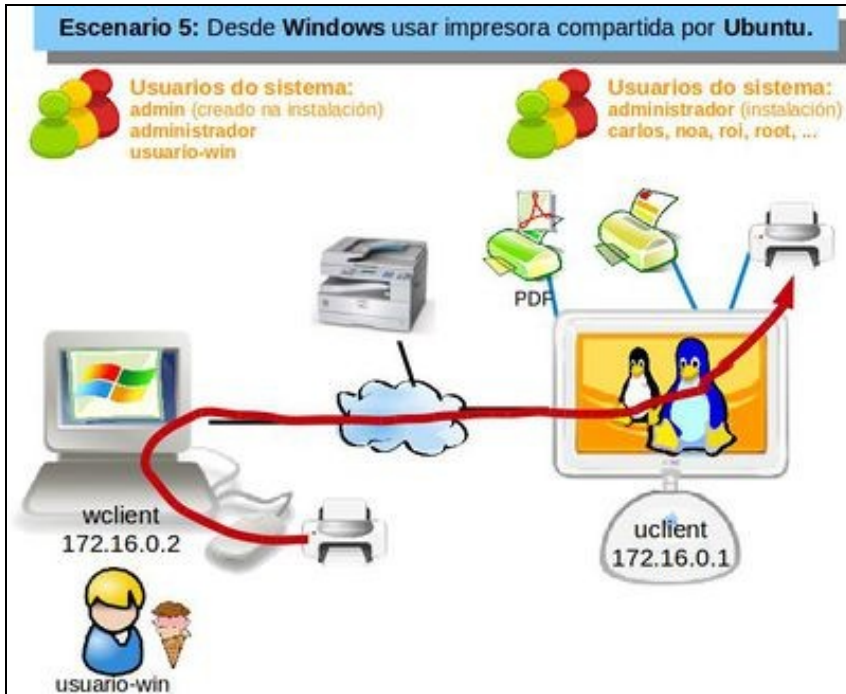 Escenario 5: Desde Windows usar impresora compartida por Ubuntu.
Usuarios do sistema:
admin (creado na instalación)
administrador
usuario-win
Usuarios do sistema:
administrador (instalación)
carlos, noa, roi, root, ...
PDF
wclient
172.16.0.2
uclient
172.16.0.1
usuario-win